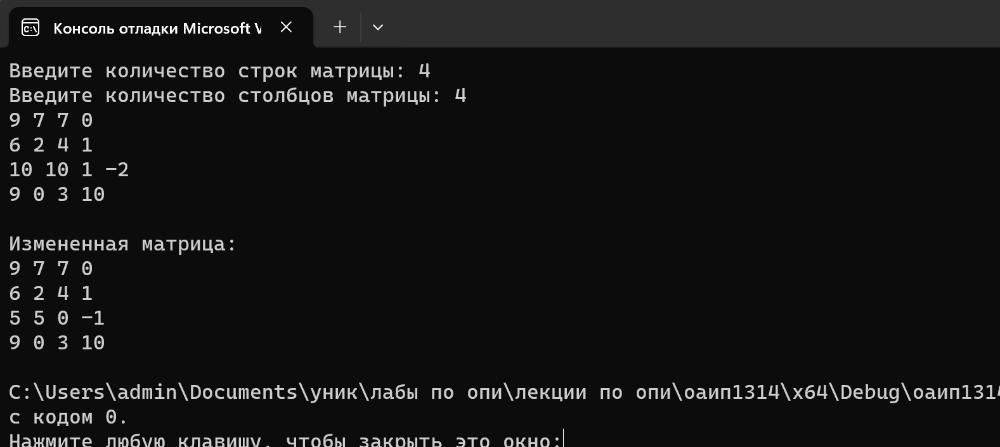 Консоль отладки Microsoft V
Введите количество строк матрицы: 4
Введите количество столбцов матрицы: 4
9 7 7 0
6 2 4 1
10 10 1 -2
9 0 3 10
Измененная матрица:
9 7 7 0
6 2 4 1
5 5 0 -1
9 0 3 10
C:\Users\admin\Documents\уник\лабы по опи\лекции по опи\оаип1314\x64\Debug\оаип1314
с кодом 0.
Нажмите любую клавишу, чтобы закрыть это окно: